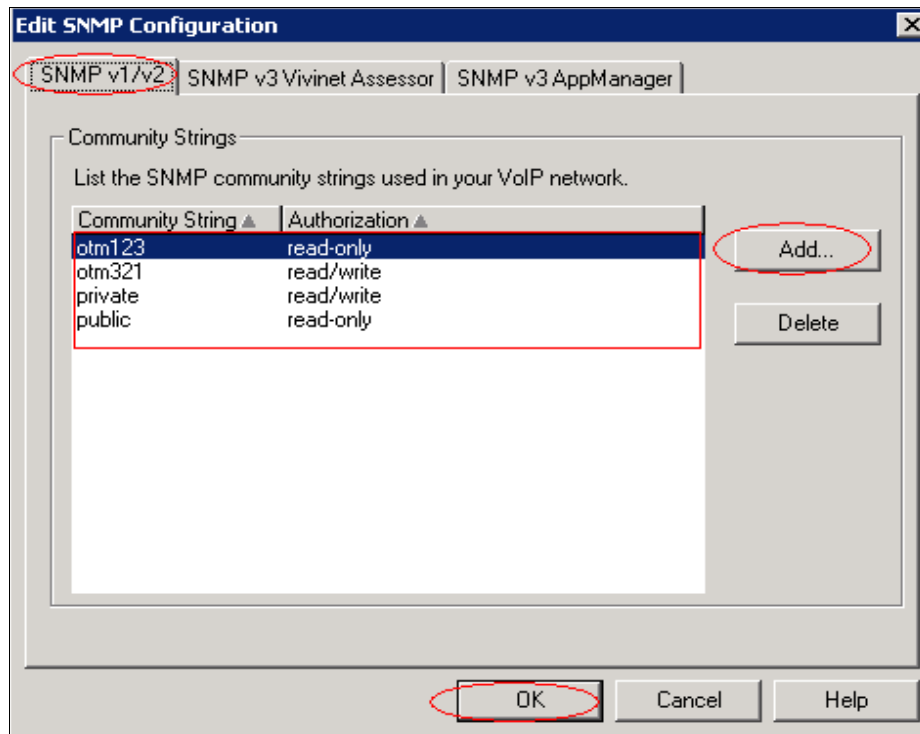 Edit SNMP Configuration
SNMP v1/v2 SNMP v3 Vivinet Assessor SNMP v3 AppManager
Community Strings
List the SNMP community strings used in your VoIP network.
Community String Authorization
otm123 read-only
otm321 read/write
private read/write
public read-only
Add...
Delete
OK Cancel Help